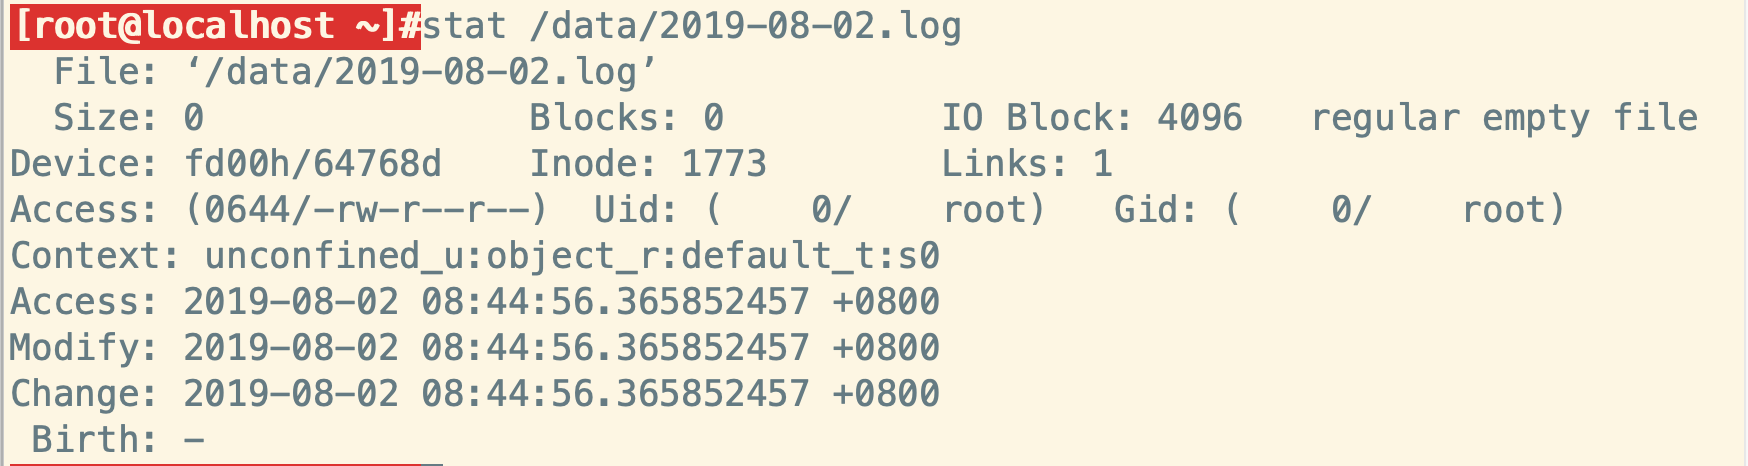 [root@localhost ~]#stat /data/2019-08-02.log
  File: ‘/data/2019-08-02.log’
  Size: 0               Blocks: 0          IO Block: 4096   regular empty file
Device: fd00h/64768d    Inode: 1773        Links: 1
Access: (0644/-rw-r--r--)  Uid: (    0/    root)   Gid: (    0/    root)
Context: unconfined_u:object_r:default_t:s0
Access: 2019-08-02 08:44:56.365852457 +0800
Modify: 2019-08-02 08:44:56.365852457 +0800
Change: 2019-08-02 08:44:56.365852457 +0800
 Birth: -